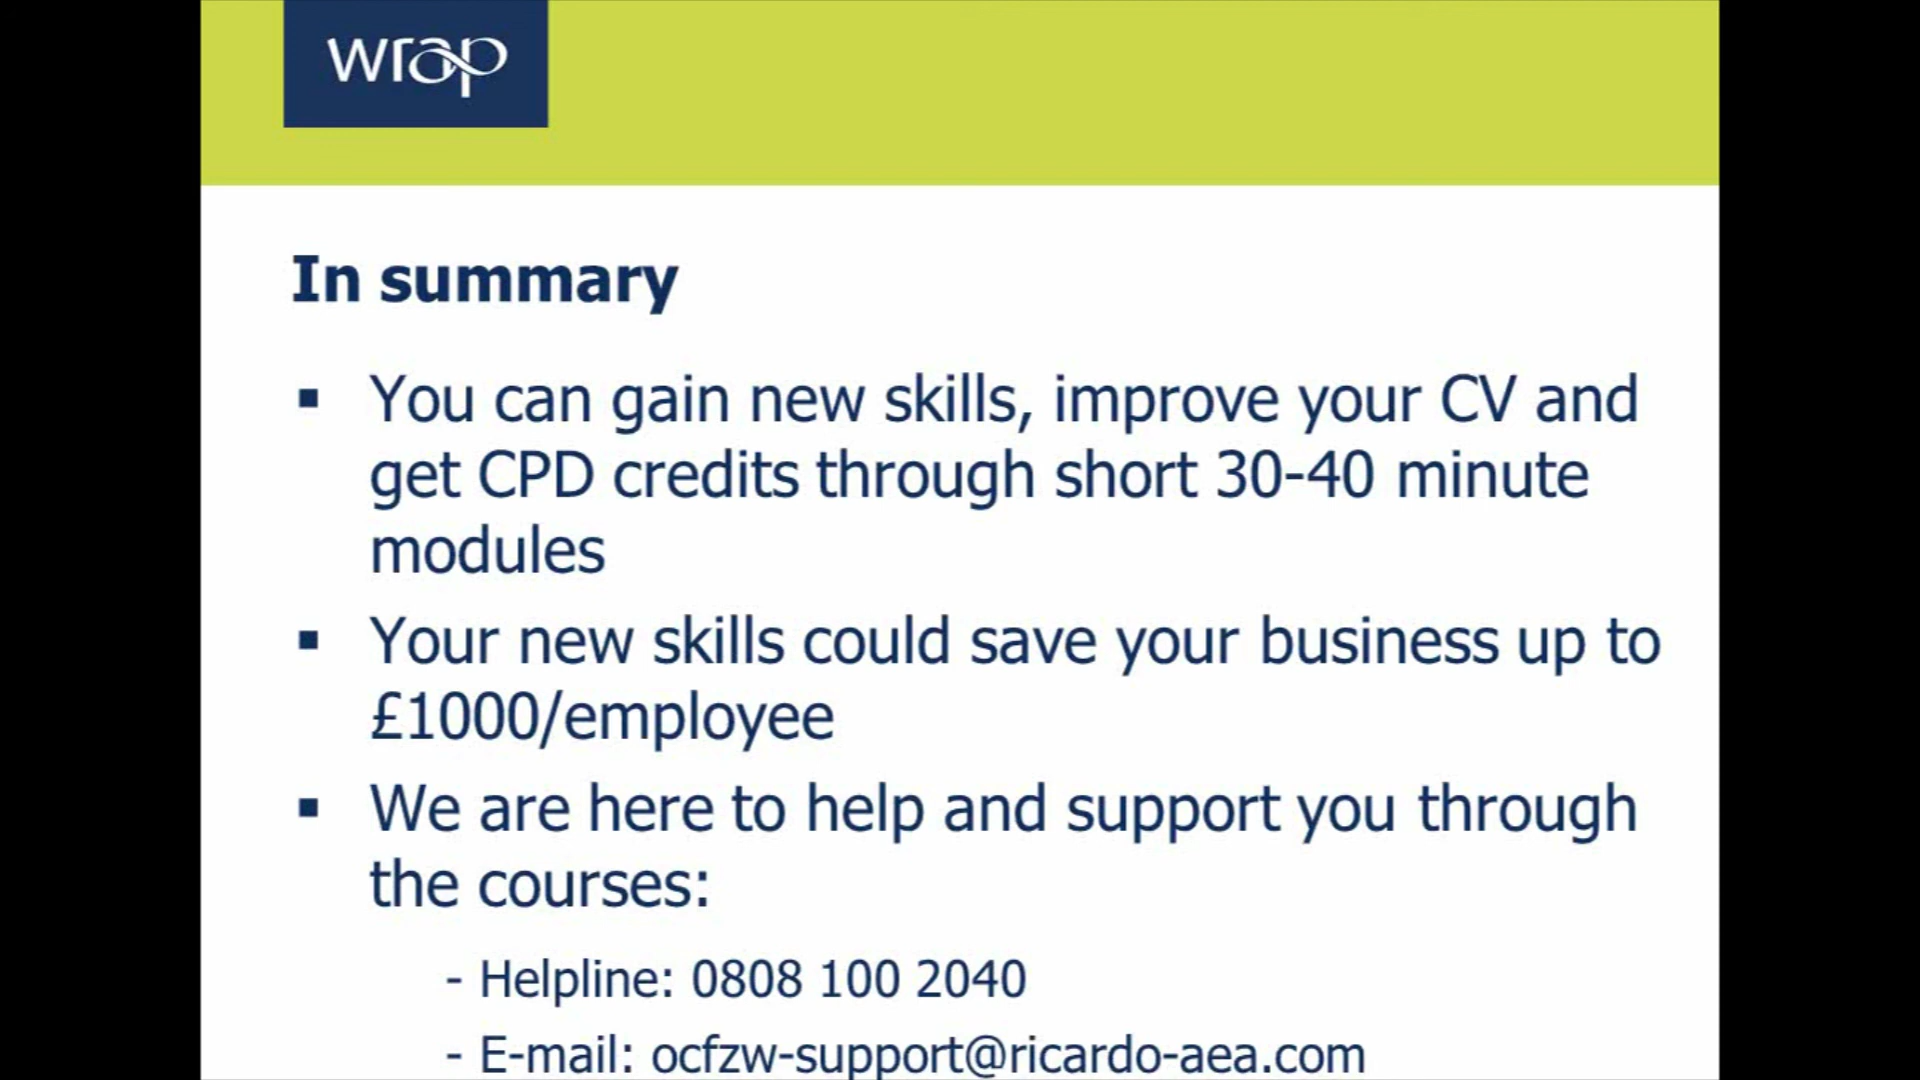 wrap
In summary
▪ You can gain new skills, improve your CV and
get CPD credits through short 30-40 minute
modules
▪ Your new skills could save your business up to
£1000/employee
▪ We are here to help and support you through
the courses:
- Helpline: 0808 100 2040
- E-mail: ocfzw-support@ricardo-aea.com